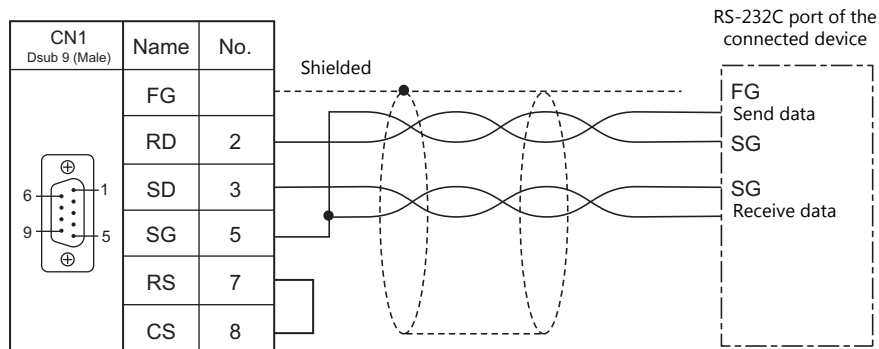 RS-232C port of the
connected device
CN1
Dsub 9 (Male)
Name
No.
Shielded
FG
RD
2
SD
3
SG
5
RS
7
CS
8
6
1
9
5
FG
Send data
SG
SG
Receive data